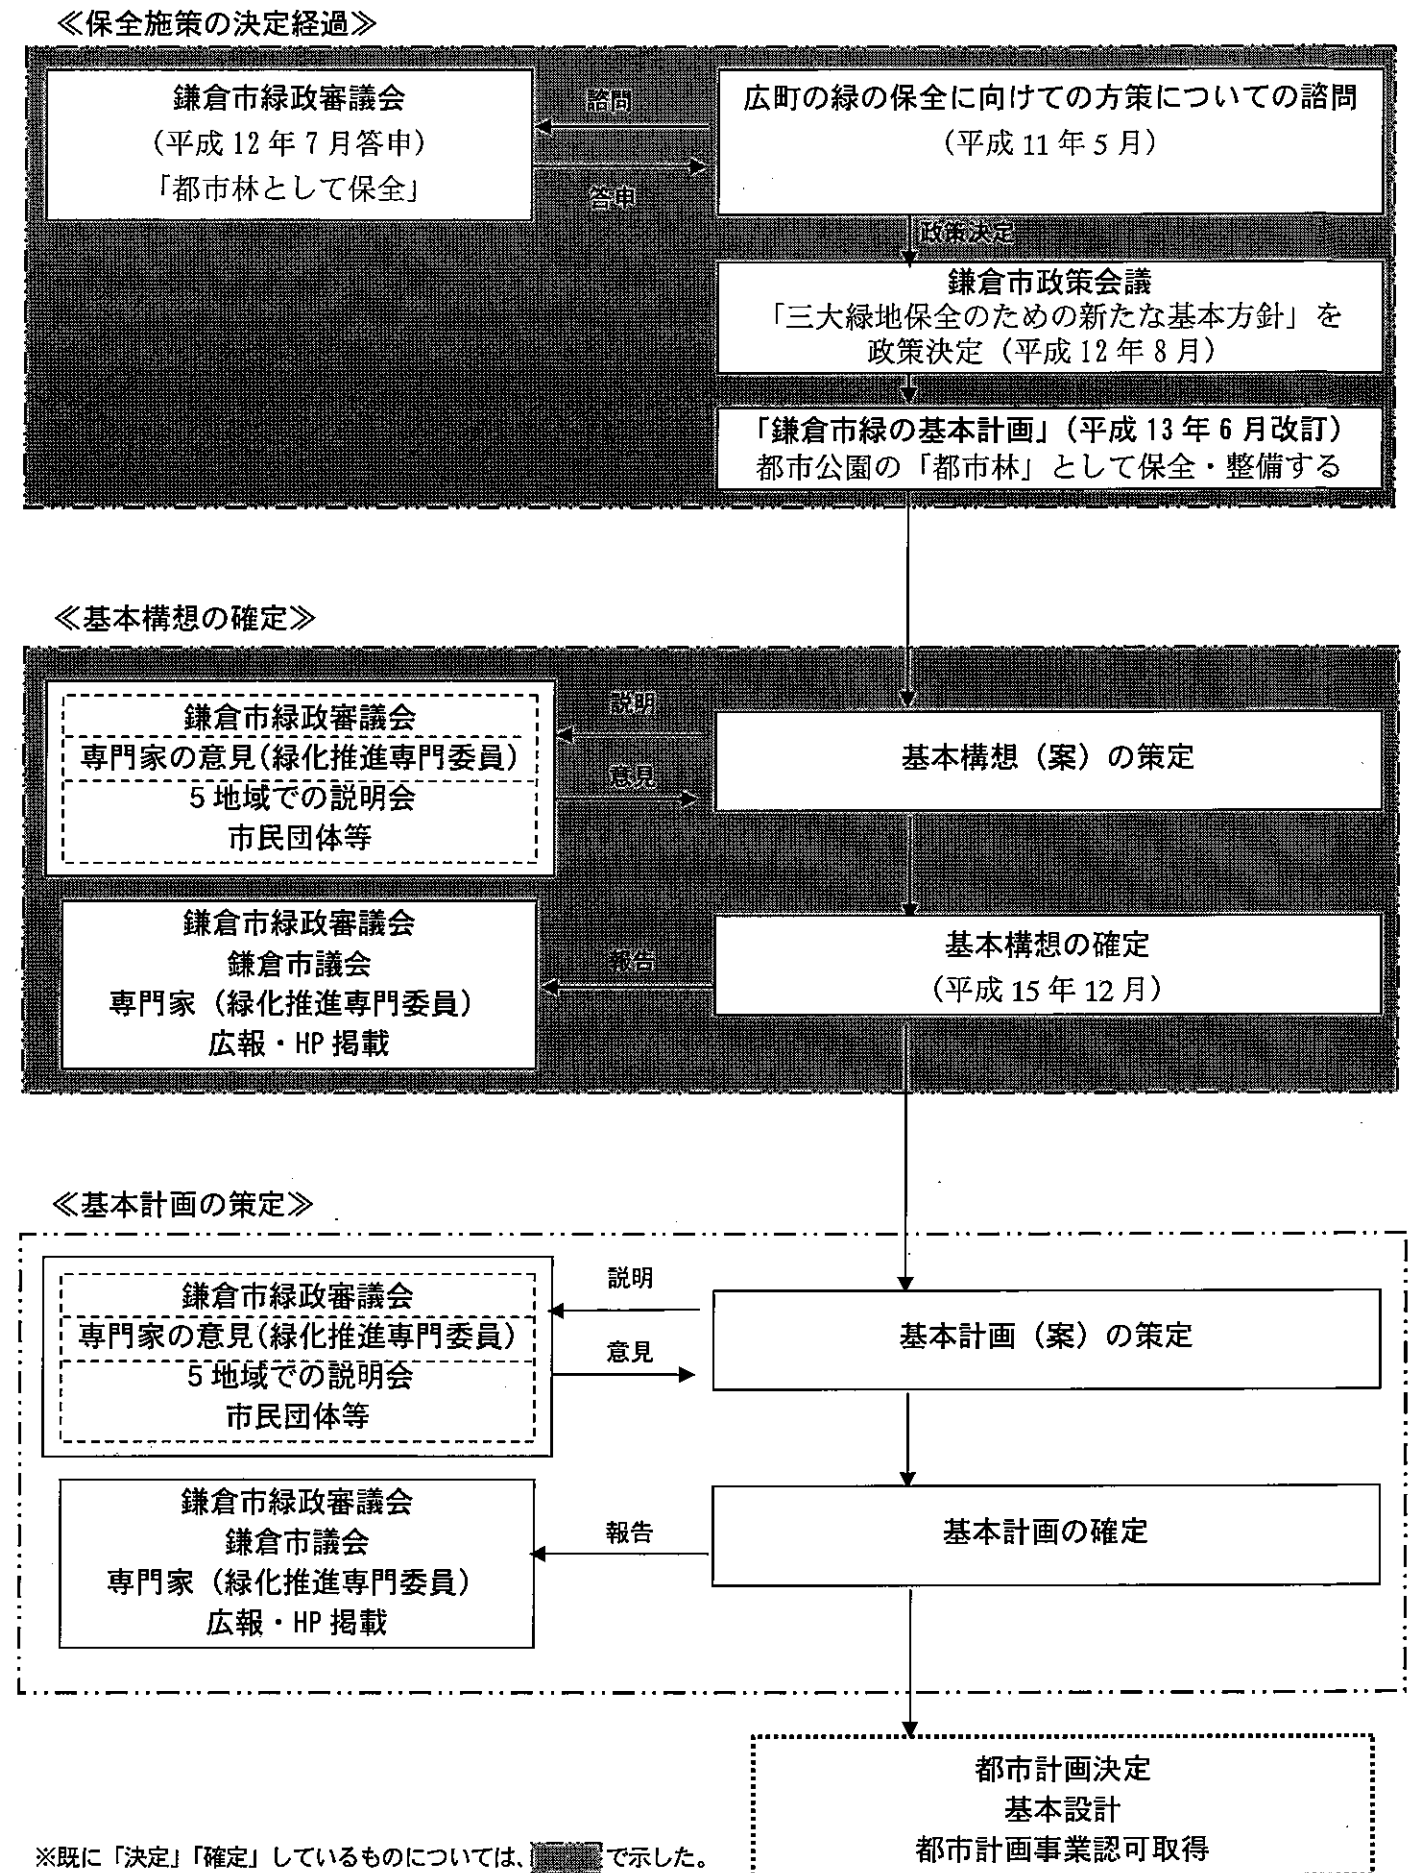 ≪保全施策の決定経過≫
鎌倉市緑政審議会
(平成 12 年 7 月答申)
「都市林として保全」
諮問
答申
広町の緑の保全に向けての方策についての諮問
(平成 11 年 5 月)
政策決定
鎌倉市政策会議
「三大緑地保全のための新たな基本方針」を
政策決定（平成 12 年 8 月）
「鎌倉市緑の基本計画」(平成 13 年 6 月改訂)
都市公園の「都市林」として保全・整備する
≪基本構想の確定≫
鎌倉市緑政審議会
専門家の意見(緑化推進専門委員)
5 地域での説明会
市民団体等
説明
意見
基本構想（案）の策定
鎌倉市緑政審議会
鎌倉市議会
専門家（緑化推進専門委員）
広報・HP 掲載
報告
基本構想の確定
（平成 15 年 12 月）
≪基本計画の策定≫
鎌倉市緑政審議会
専門家の意見(緑化推進専門委員)
5 地域での説明会
市民団体等
説明
意見
基本計画（案）の策定
鎌倉市緑政審議会
鎌倉市議会
専門家（緑化推進専門委員）
広報・HP 掲載
報告
基本計画の確定
都市計画決定
基本設計
都市計画事業認可取得
※既に「決定」「確定」しているものについては、 で示した。